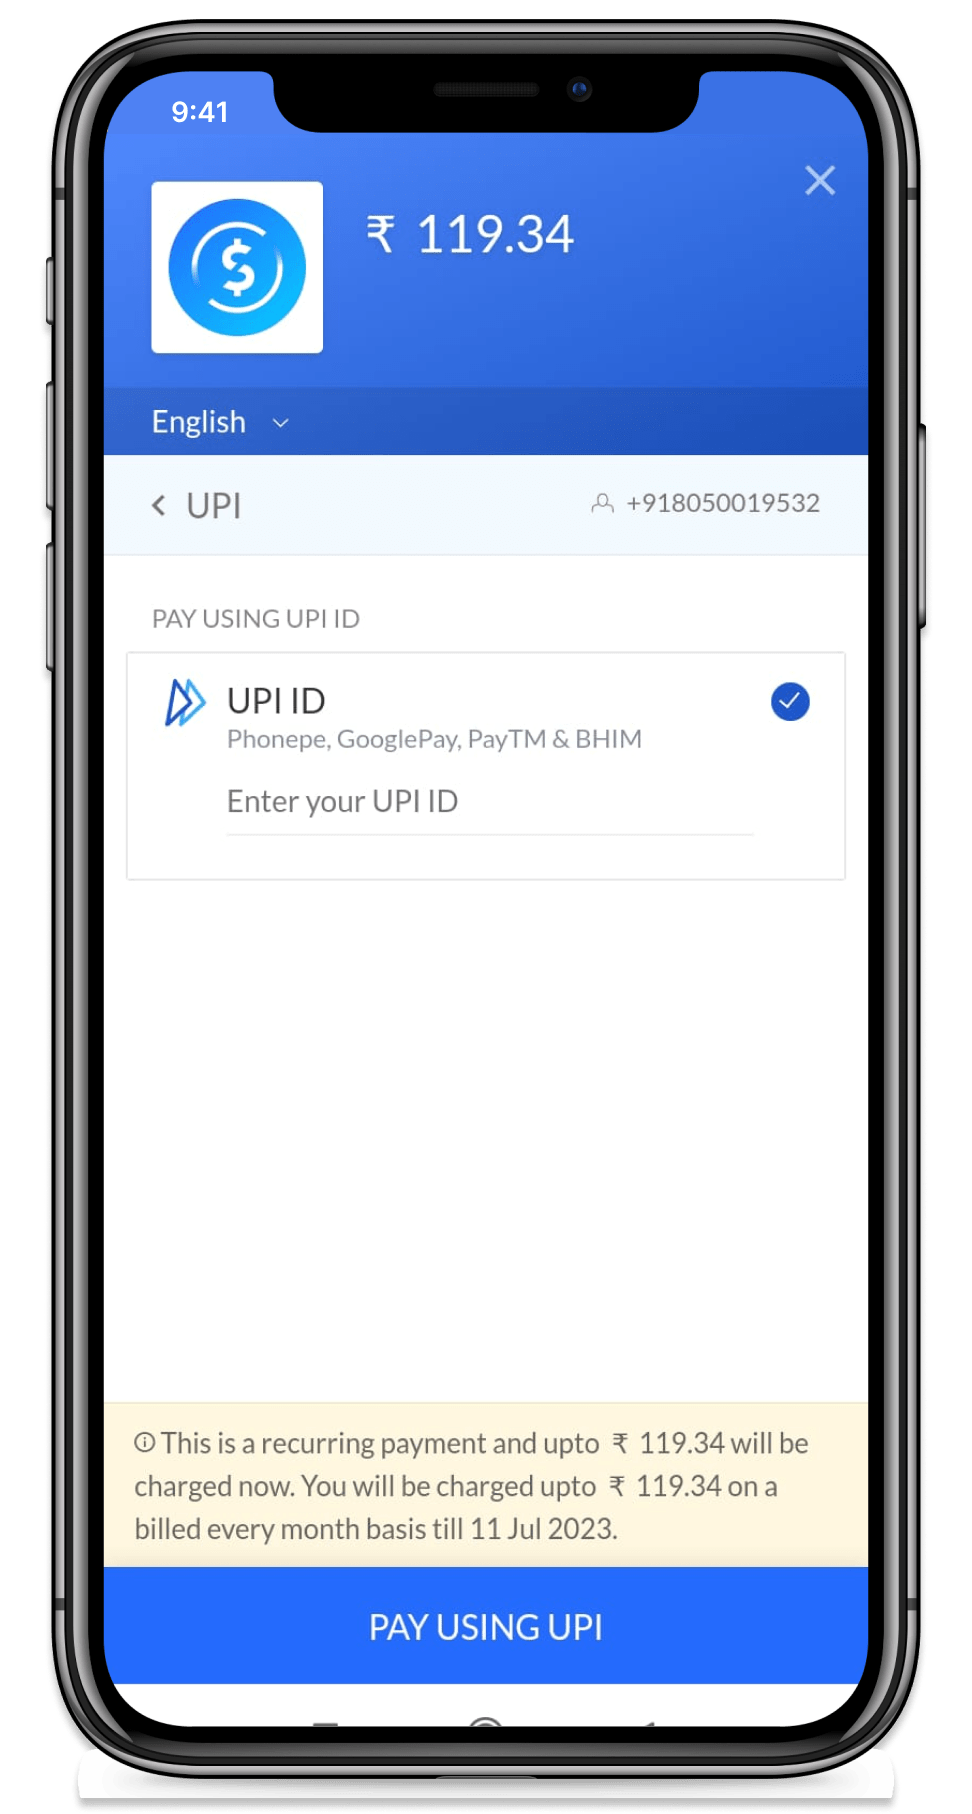 9:41
₹ 119.34
English
UPI
+918050019532
PAY USING UPI ID
UPI ID
Phonepe, GooglePay, PayTM & BHIM
Enter your UPI ID
This is a recurring payment and upto ₹ 119.34 will be
charged now. You will be charged upto ₹ 119.34 on a
billed every month basis till 11 Jul 2023.
PAY USING UPI